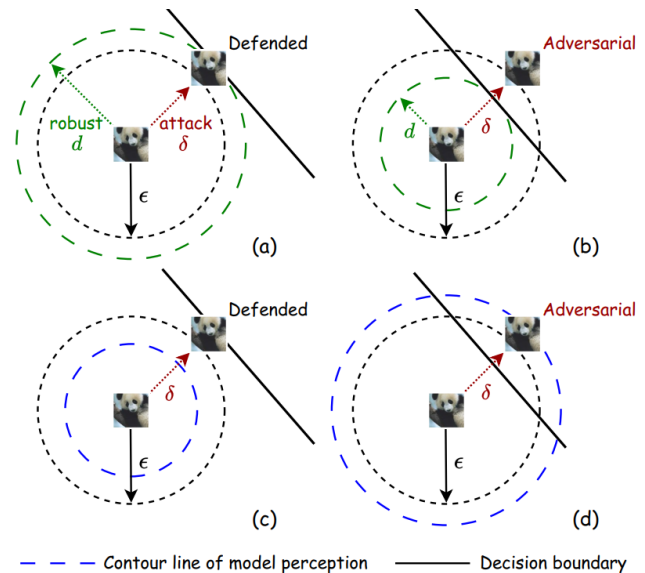 Defended
robust
d
attack
δ
ϵ
(a)
Adversarial
d
δ
ϵ
(b)
Defended
δ
ϵ
(c)
Adversarial
δ
ϵ
(d)
Contour line of model perception
Decision boundary